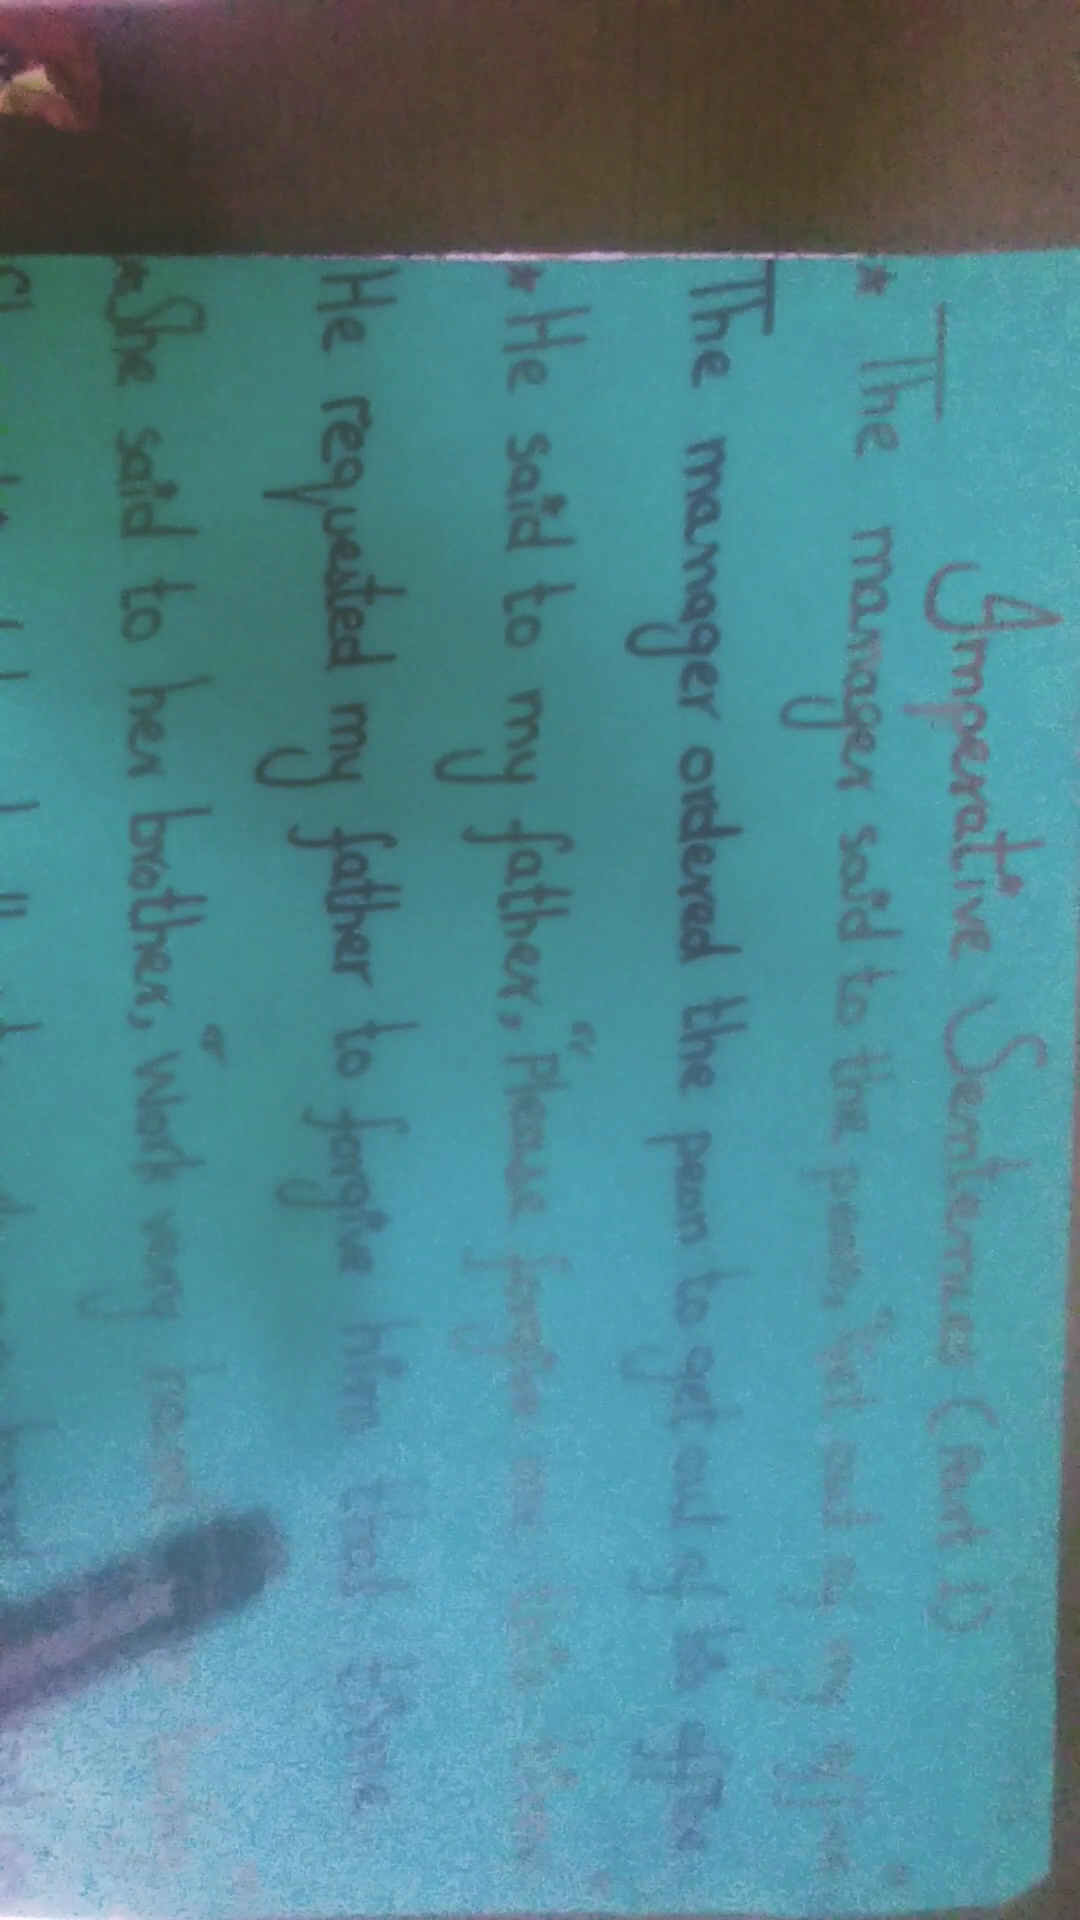 Imperative Sentences (Part 1)
* The manager said to the peon, "Get out of my office"
The manager ordered the peon to get out of his office
* He said to my father, "Please forgive me this time"
He requested my father to forgive him that time
* She said to her brother, "Work very